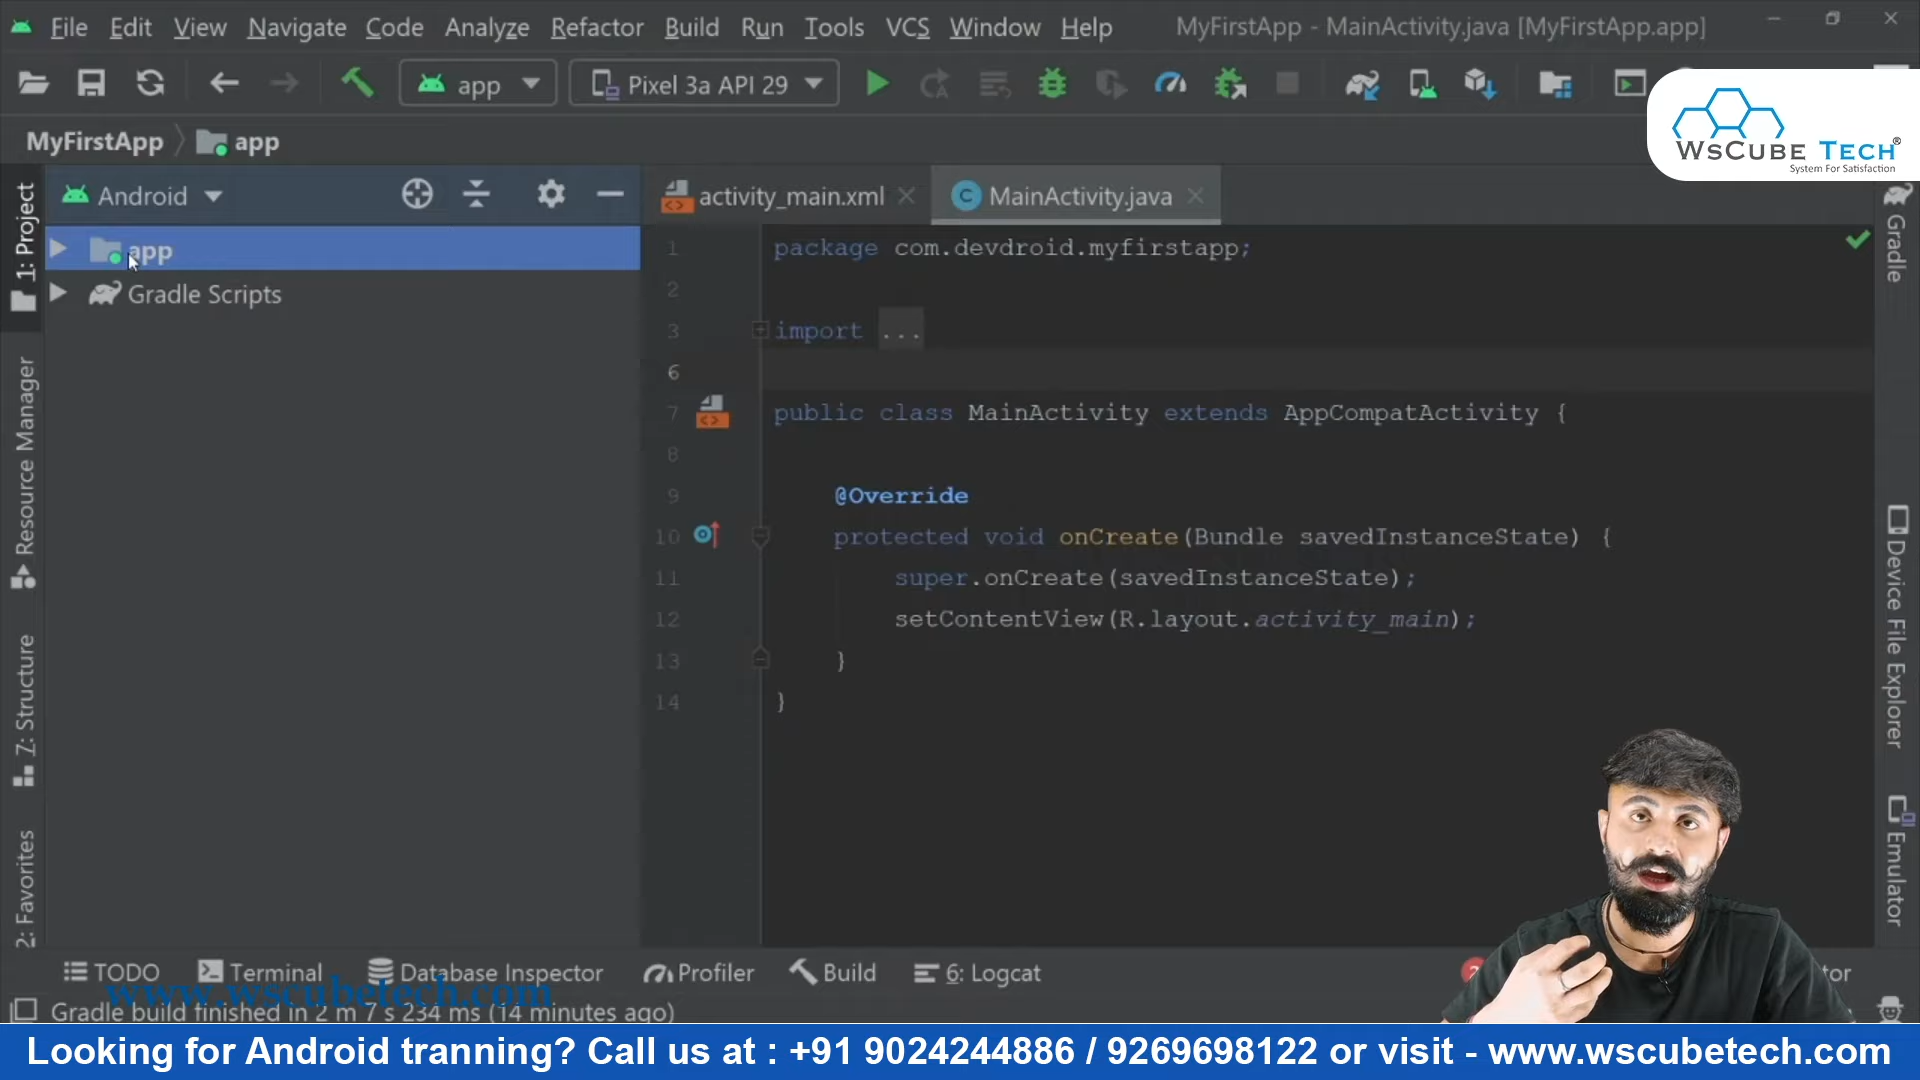 File Edit View Navigate Code Analyze Refactor Build Run Tools VCS Window Help MyFirstApp - MainActivity.java [MyFirstApp.app]
app Pixel 3a API 29
WsCube Tech®
System For Satisfaction
MyFirstApp app
1: Project
Resource Manager
Z: Structure
2: Favorites
Android
app
Gradle Scripts
activity_main.xml MainActivity.java
1 package com.devdroid.myfirstapp;
2
3 import ...
6
7 public class MainActivity extends AppCompatActivity {
8
9 @Override
10 protected void onCreate(Bundle savedInstanceState) {
11 super.onCreate(savedInstanceState);
12 setContentView(R.layout.activity_main);
13 }
14 }
Gradle
Device File Explorer
Emulator
TODO Terminal Database Inspector Profiler Build 6: Logcat
www.wscubetech.com
Gradle build finished in 2 m 7 s 234 ms (14 minutes ago)
Looking for Android tranning? Call us at : +91 9024244886 / 9269698122 or visit - www.wscubetech.com